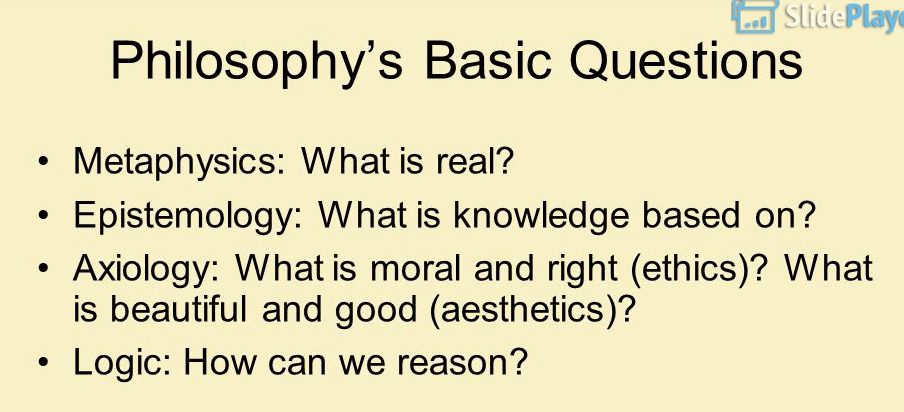 SlidePlaye
Philosophy's Basic Questions
• Metaphysics: What is real?
• Epistemology: What is knowledge based on?
• Axiology: What is moral and right (ethics)? What
is beautiful and good (aesthetics)?
• Logic: How can we reason?